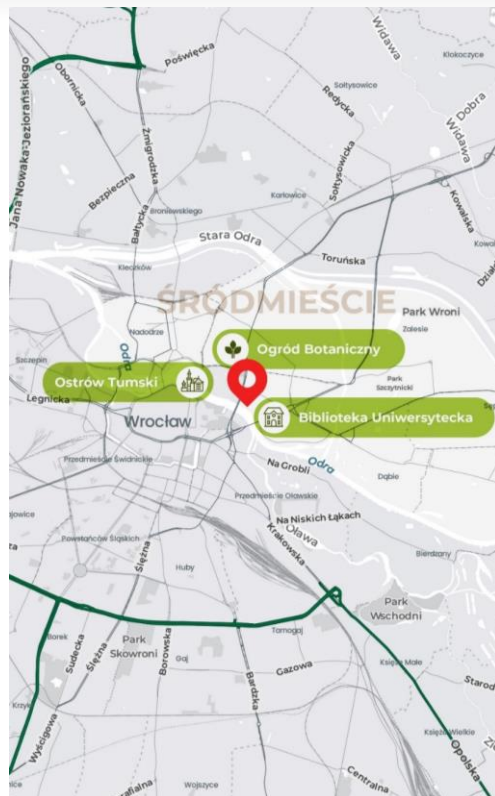 Widawa
Klokoczyce
Poświęcka
Obornicka
Sołtysowice
Redycka
Dobra
Widawa
Jana Nowaka-Jeziorańskiego
Żmigrodzka
Sołtysowicka
Bezpieczna
Karłowice
Kowalska
Broniewskiego
Bałtycka
Stara Odra
Toruńska
Kleczków
ŚRÓDMIEŚCIE
Park Wroni
Nadodrze
Zalesie
Ogród Botaniczny
Szczepin
Odra
Ostrów Tumski
Park
Szczytnicki
Legnicka
Wrocław
Biblioteka Uniwersytecka
Przedmieście Świdnickie
Na Grobli
Odra
Dąbie
Przedmieście Oławskie
Na Niskich Łąkach
Oława
Krakowska
Powstańców Śląskich
Bierdzany
Ślężna
Huby
Park
Wschodni
Borek
Park
Skowroni
Tarnogaj
Sudecka
Ślężna
Borowska
Gaj
Gazowa
Księże Małe
Bardzka
Wyścigowa
Księże Wielkie
Opolska
Wojszyce
Centralna